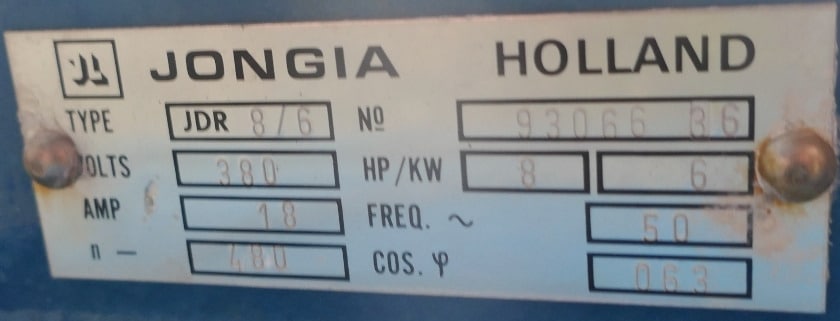 JONGIA HOLLAND
TYPE JDR 8/6 Nº 93066 36
VOLTS 380 HP/KW 8 6
AMP 18 FREQ. ~ 50
n — 480 COS. φ 063